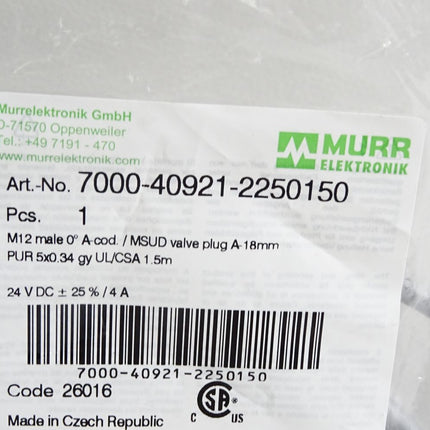 Murrelektronik GmbH
D-71570 Oppenweiler
Tel.: +49 7191 - 470
www.murrelektronik.com
MURR
ELEKTRONIK
Art.-No. 7000-40921-2250150
Pcs. 1
M12 male 0° A-cod. / MSUD valve plug A-18mm
PUR 5x0.34 gy UL/CSA 1.5m
24 V DC ± 25 % / 4 A
7000-40921-2250150
Code 26016
SA
C US
Made in Czech Republic